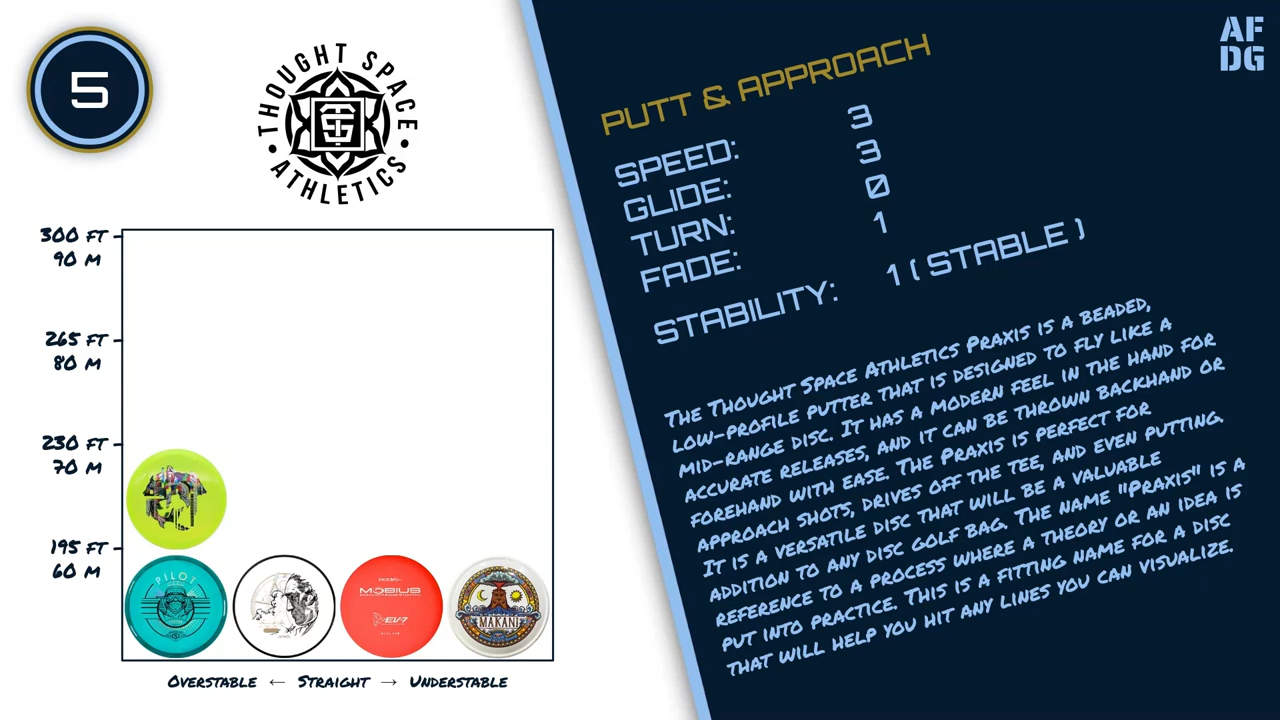 5
THOUGHT SPACE
ATHLETICS
AF
DG
PUTT & APPROACH
SPEED: 3
GLIDE: 3
TURN: 0
FADE: 1
STABILITY: 1 ( STABLE )
THE THOUGHT SPACE ATHLETICS PRAXIS IS A BEADED,
LOW-PROFILE PUTTER THAT IS DESIGNED TO FLY LIKE A
MID-RANGE DISC. IT HAS A MODERN FEEL IN THE HAND FOR
ACCURATE RELEASES, AND IT CAN BE THROWN BACKHAND OR
FOREHAND WITH EASE. THE PRAXIS IS PERFECT FOR
APPROACH SHOTS, DRIVES OFF THE TEE, AND EVEN PUTTING.
IT IS A VERSATILE DISC THAT WILL BE A VALUABLE
ADDITION TO ANY DISC GOLF BAG. THE NAME "PRAXIS" IS A
REFERENCE TO A PROCESS WHERE A THEORY OR AN IDEA IS
PUT INTO PRACTICE. THIS IS A FITTING NAME FOR A DISC
THAT WILL HELP YOU HIT ANY LINES YOU CAN VISUALIZE.
300 FT
90 M
265 FT
80 M
230 FT
70 M
195 FT
60 M
PILOT
MOBIUS
EV-7
MAKANI
OVERSTABLE ← STRAIGHT → UNDERSTABLE